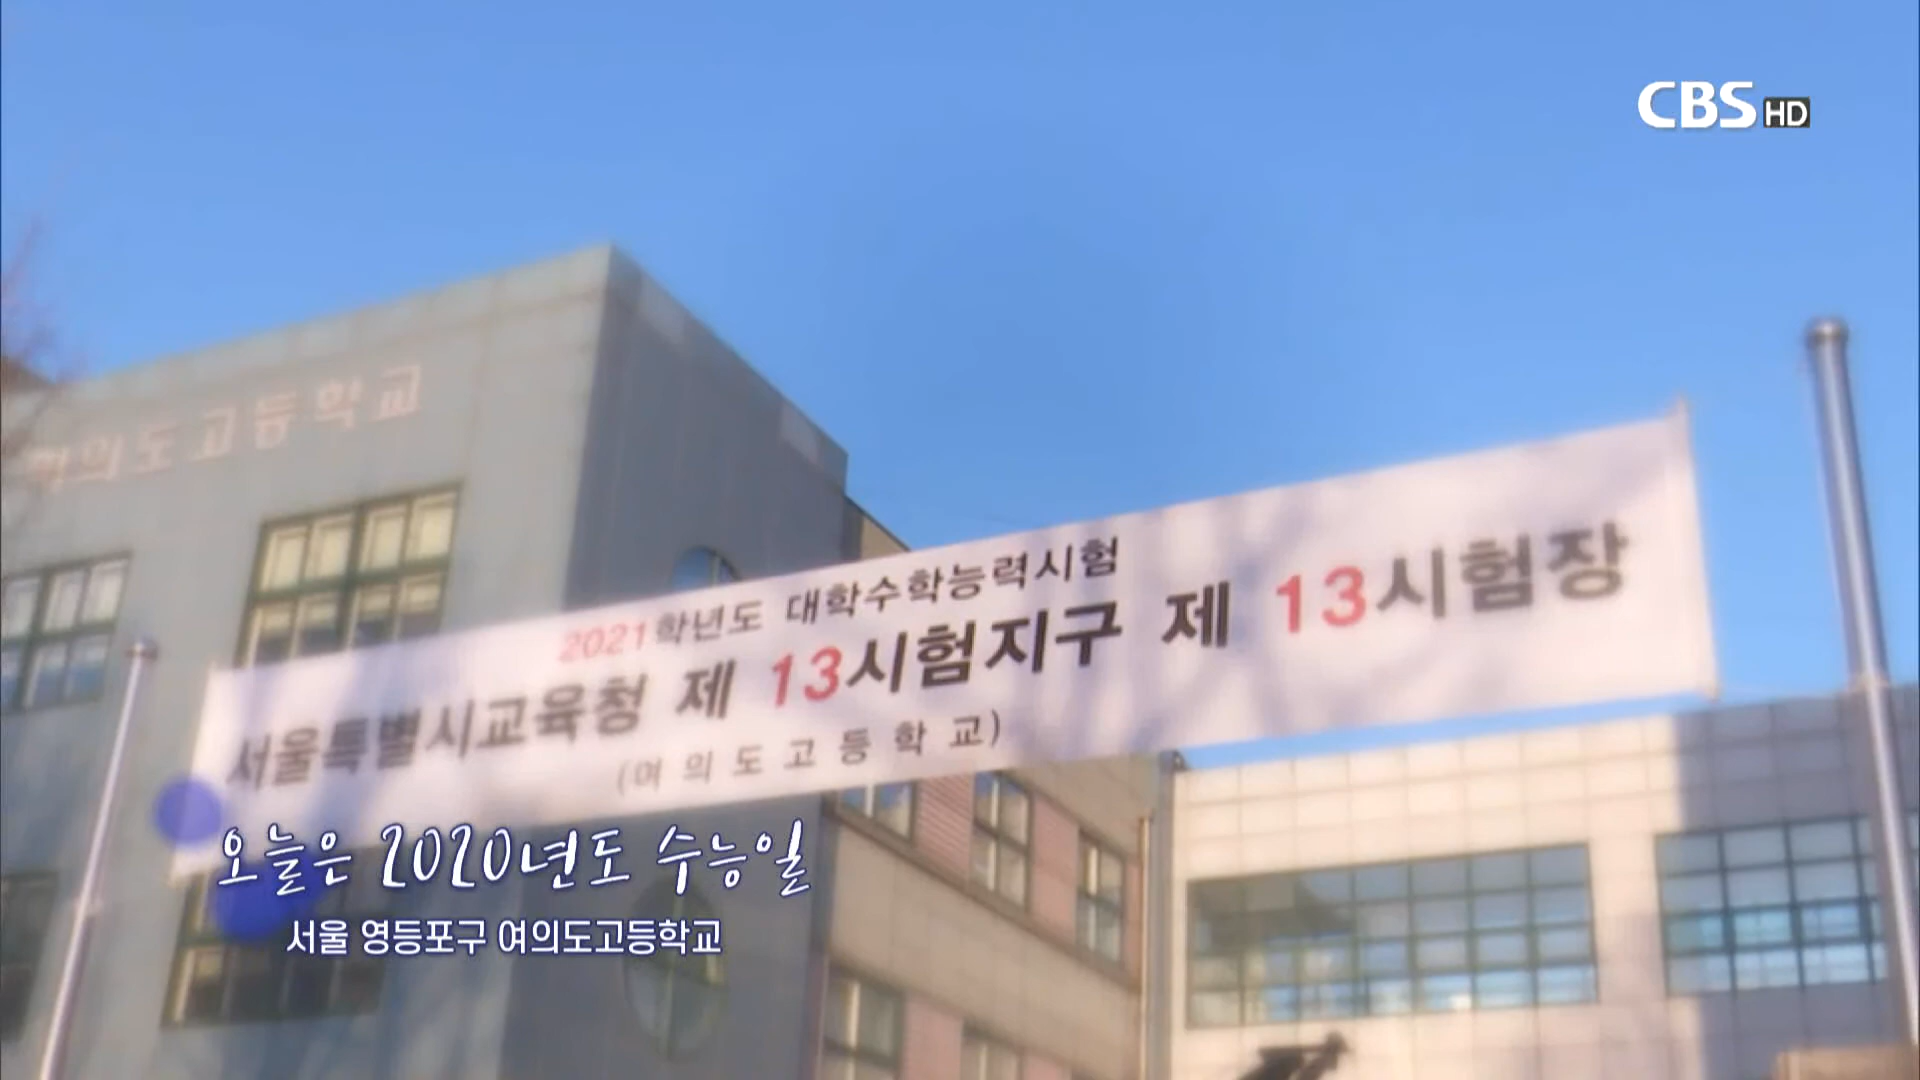 CBS HD
여의도고등학교
2021학년도 대학수학능력시험
서울특별시교육청 제 13시험지구 제 13시험장
(여의도고등학교)
오늘은 2020년도 수능일
서울 영등포구 여의도고등학교